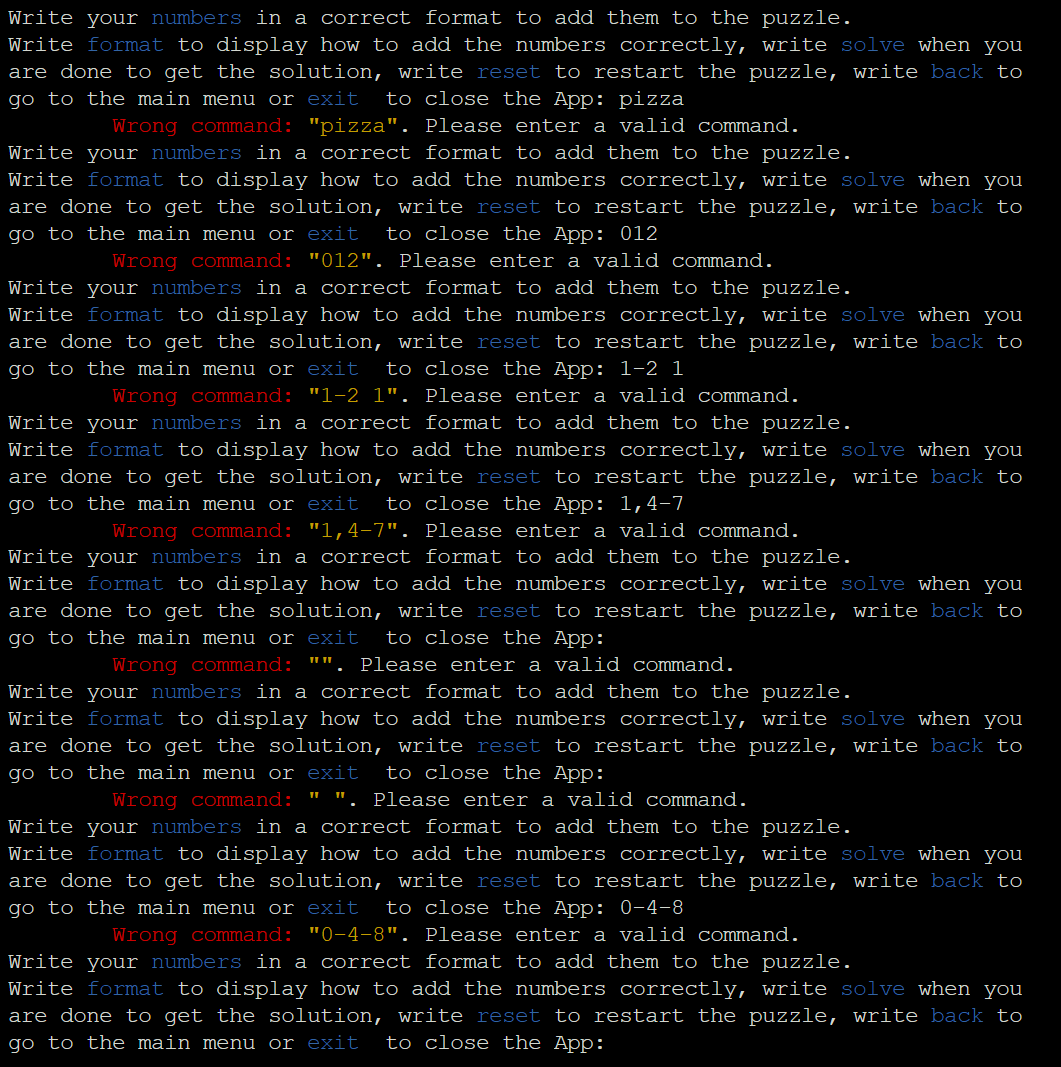 Write your numbers in a correct format to add them to the puzzle.
Write format to display how to add the numbers correctly, write solve when you
are done to get the solution, write reset to restart the puzzle, write back to
go to the main menu or exit  to close the App: pizza
        Wrong command: "pizza". Please enter a valid command.
Write your numbers in a correct format to add them to the puzzle.
Write format to display how to add the numbers correctly, write solve when you
are done to get the solution, write reset to restart the puzzle, write back to
go to the main menu or exit  to close the App: 012
        Wrong command: "012". Please enter a valid command.
Write your numbers in a correct format to add them to the puzzle.
Write format to display how to add the numbers correctly, write solve when you
are done to get the solution, write reset to restart the puzzle, write back to
go to the main menu or exit  to close the App: 1-2 1
        Wrong command: "1-2 1". Please enter a valid command.
Write your numbers in a correct format to add them to the puzzle.
Write format to display how to add the numbers correctly, write solve when you
are done to get the solution, write reset to restart the puzzle, write back to
go to the main menu or exit  to close the App: 1,4-7
        Wrong command: "1,4-7". Please enter a valid command.
Write your numbers in a correct format to add them to the puzzle.
Write format to display how to add the numbers correctly, write solve when you
are done to get the solution, write reset to restart the puzzle, write back to
go to the main menu or exit  to close the App:
        Wrong command: "". Please enter a valid command.
Write your numbers in a correct format to add them to the puzzle.
Write format to display how to add the numbers correctly, write solve when you
are done to get the solution, write reset to restart the puzzle, write back to
go to the main menu or exit  to close the App:
        Wrong command: " ". Please enter a valid command.
Write your numbers in a correct format to add them to the puzzle.
Write format to display how to add the numbers correctly, write solve when you
are done to get the solution, write reset to restart the puzzle, write back to
go to the main menu or exit  to close the App: 0-4-8
        Wrong command: "0-4-8". Please enter a valid command.
Write your numbers in a correct format to add them to the puzzle.
Write format to display how to add the numbers correctly, write solve when you
are done to get the solution, write reset to restart the puzzle, write back to
go to the main menu or exit  to close the App: